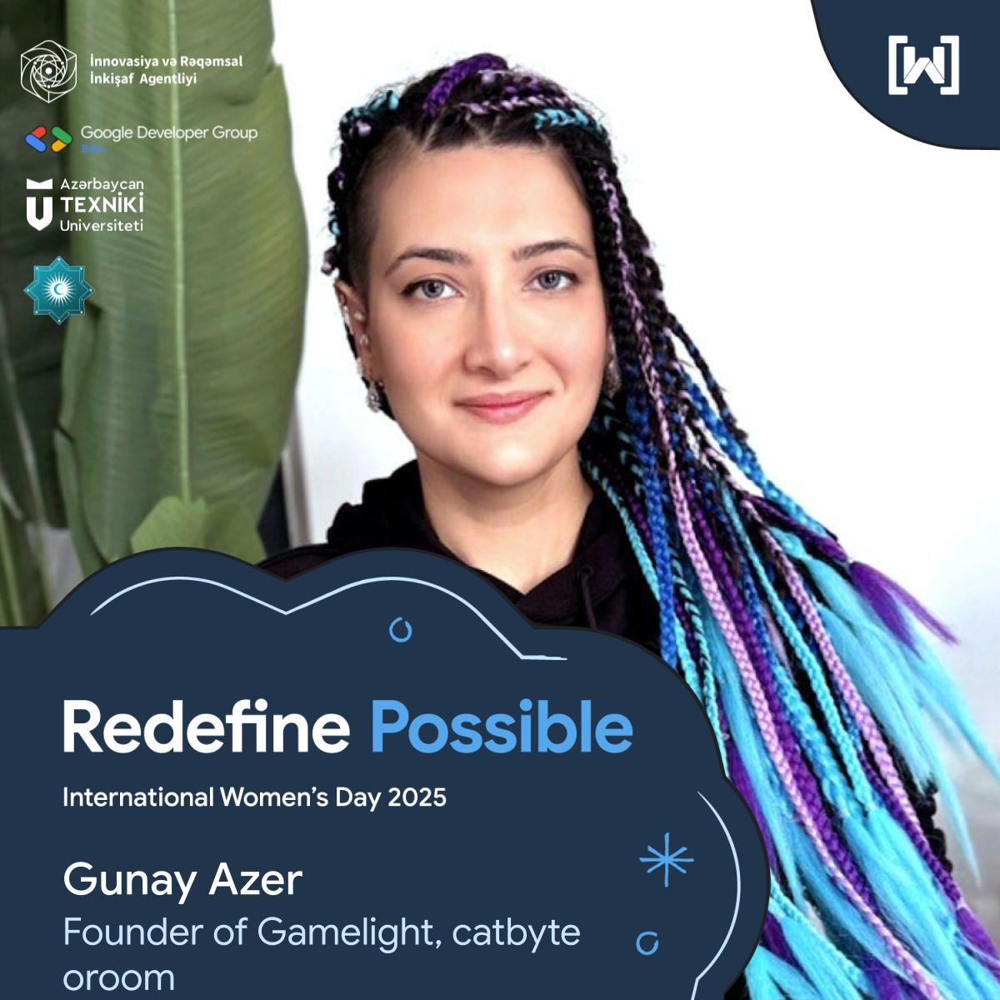 İnnovasiya və Rəqəmsal
İnkişaf Agentliyi
Google Developer Group
Baku
Azərbaycan
TEXNİKİ
Universiteti
[W]
Redefine Possible
International Women’s Day 2025
Gunay Azer
Founder of Gamelight, catbyte
oroom